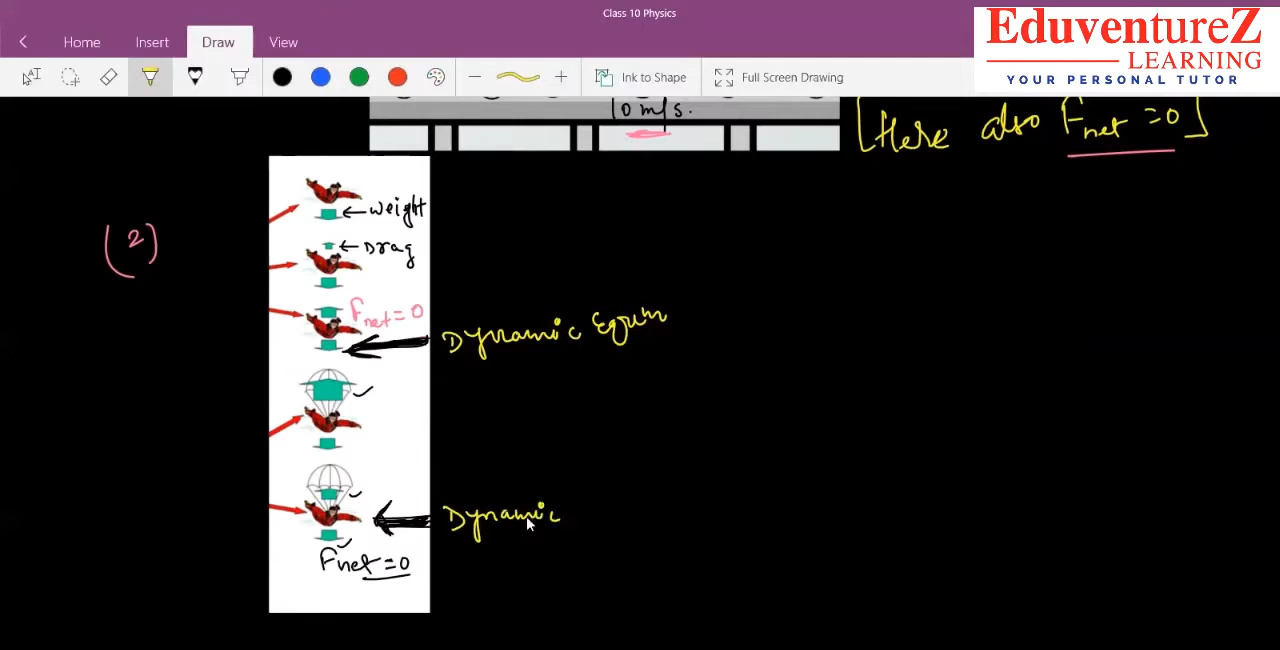 Class 10 Physics
Home Insert Draw View
Ink to Shape Full Screen Drawing
EduventureZ
LEARNING
YOUR PERSONAL TUTOR
10 m/s.
[Here also Fnet = 0]
(2)
← Weight
← Drag
Fnet = 0
Dynamic Equm
Dynamic
Fnet = 0